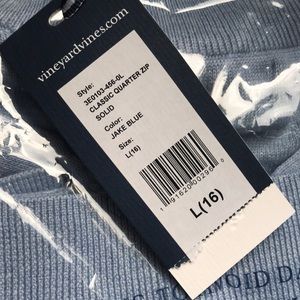 vineyardvines.com
Style:
3E0103-456-0L
CLASSIC QUARTER ZIP
SOLID
Color:
JAKE BLUE
Size:
L(16)
L(16)